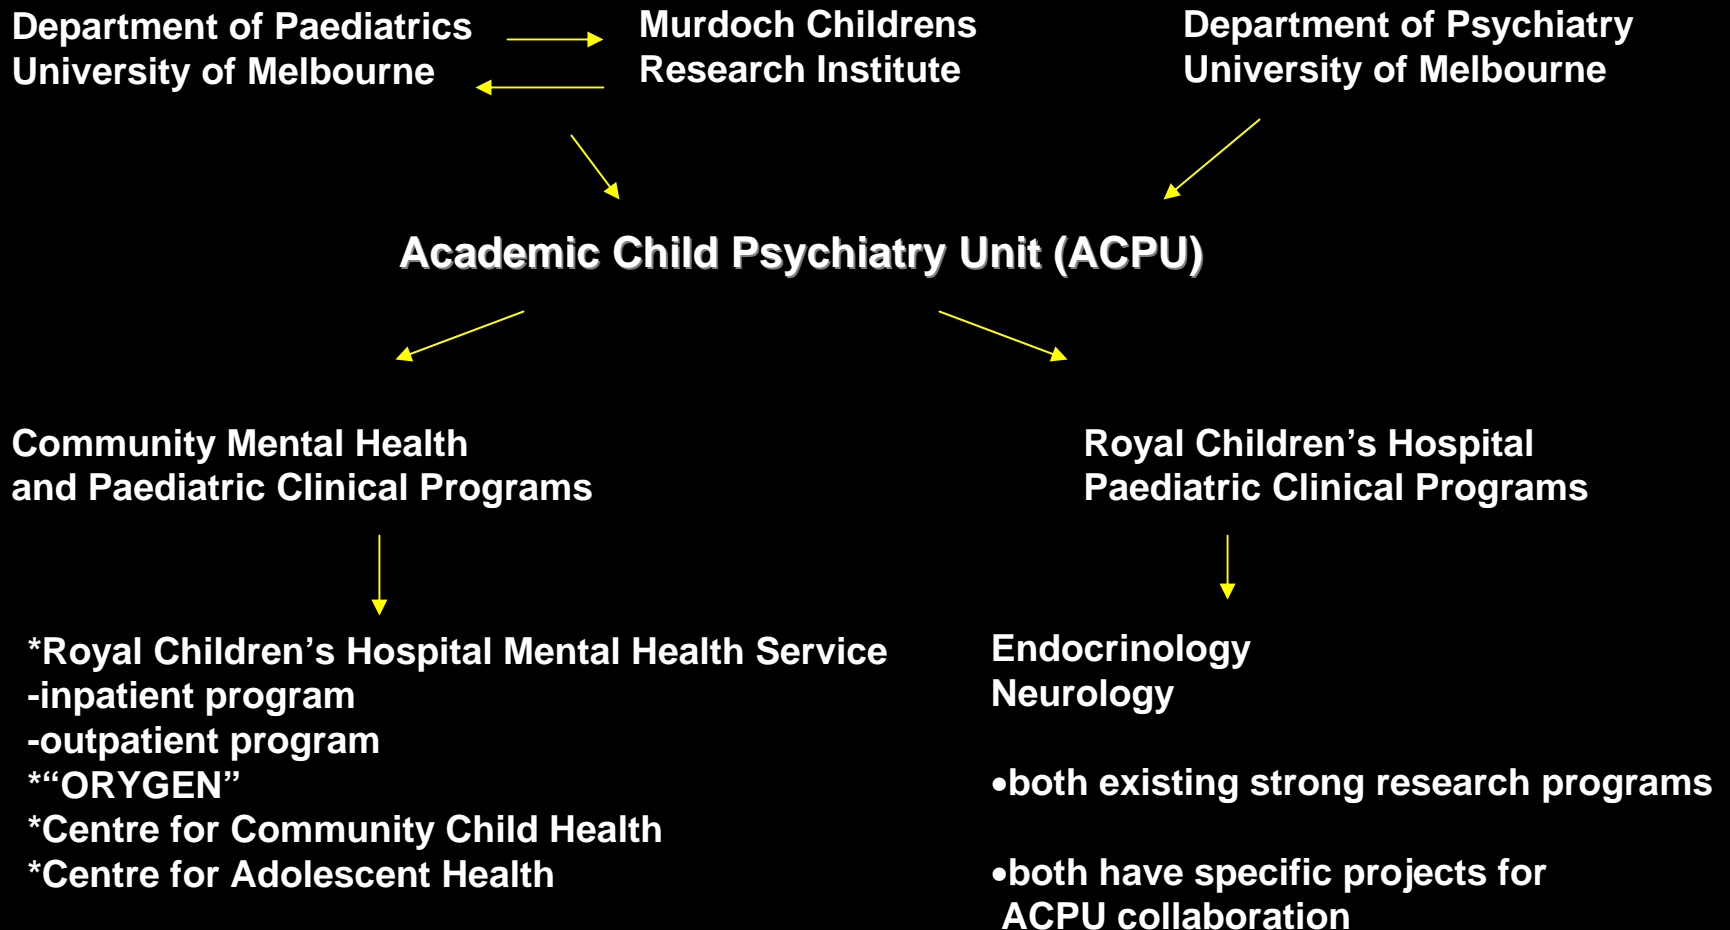 Department of Paediatrics
University of Melbourne
Murdoch Childrens
Research Institute
Department of Psychiatry
University of Melbourne
Academic Child Psychiatry Unit (ACPU)
Community Mental Health
and Paediatric Clinical Programs
Royal Children’s Hospital
Paediatric Clinical Programs
*Royal Children’s Hospital Mental Health Service
-inpatient program
-outpatient program
*“ORYGEN”
*Centre for Community Child Health
*Centre for Adolescent Health
Endocrinology
Neurology
•both existing strong research programs
•both have specific projects for
ACPU collaboration